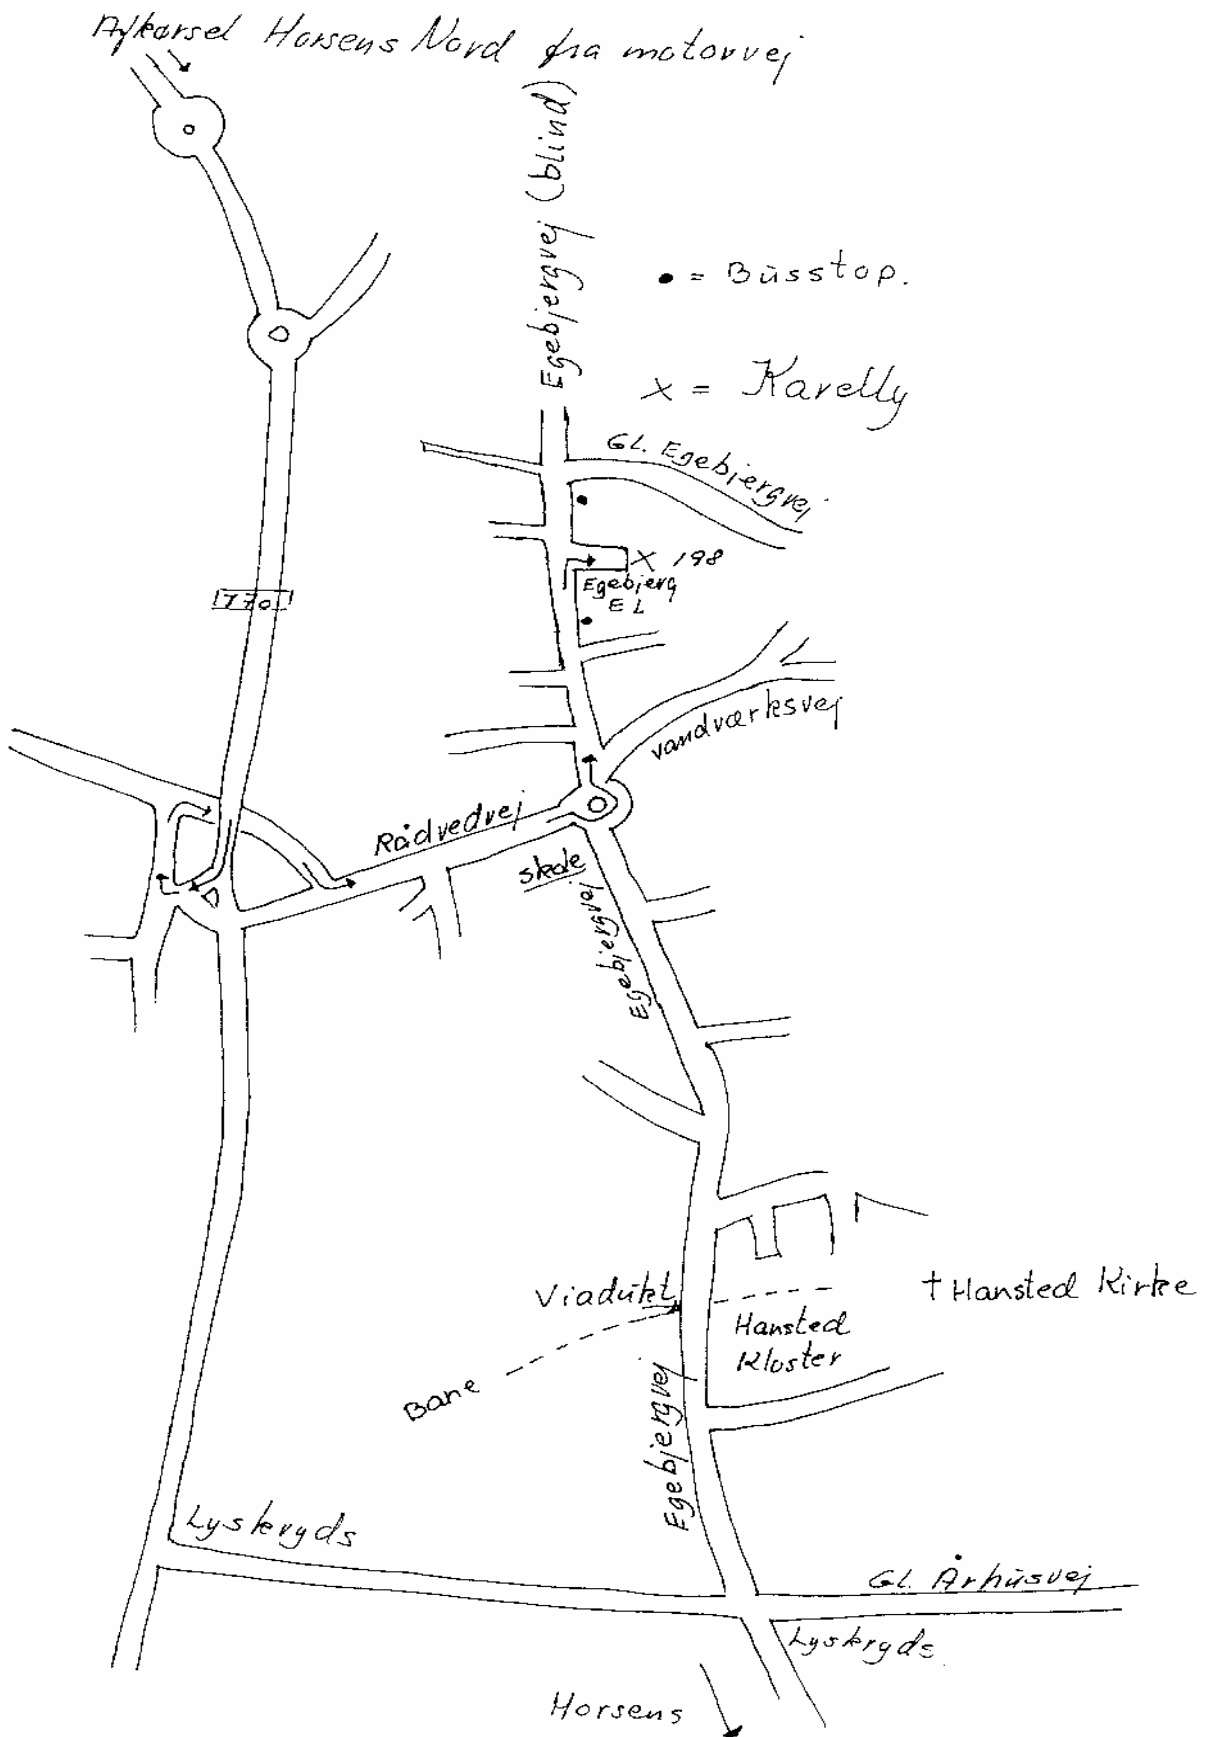 Afkørsel Horsens Nord fra motorvej
Egebjergvej (blind)
• = Busstop.
X = Karelly
GL. Egebjergvej
X 198
Egebjerg
EL
170
vandværksvej
Rådvedvej
skole
Egebjergvej
Viadukt
† Hansted Kirke
Hansted
Kloster
Bane
Egebjergvej
Lyskryds
GL. Århusvej
Lyskryds
Horsens